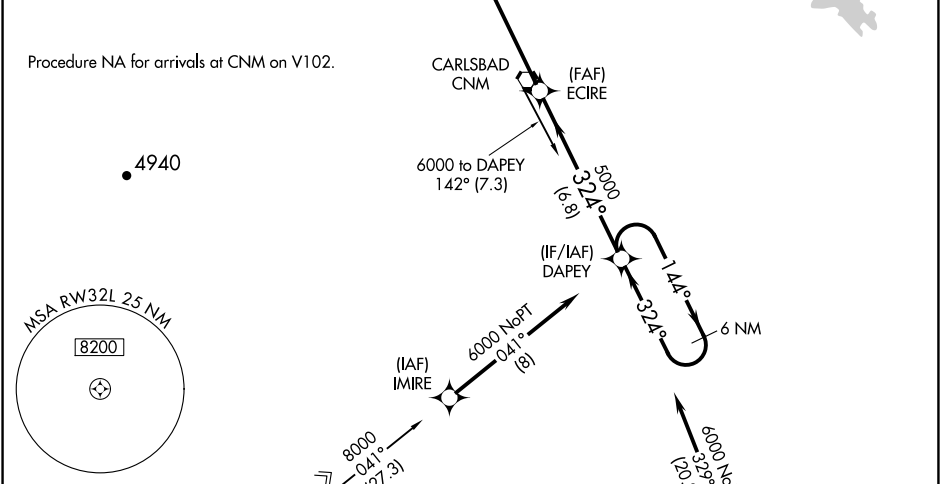 Procedure NA for arrivals at CNM on V102.
CARLSBAD
CNM
(FAF)
ECIRE
4940
6000 to DAPEY
142° (7.3)
5000
324°
(6.8)
(IF/IAF)
DAPEY
144°
324°
6 NM
MSA RW32L 25 NM
8200
(IAF)
IMIRE
6000 NoPT
041°
(8)
8000
041°
6000
329°